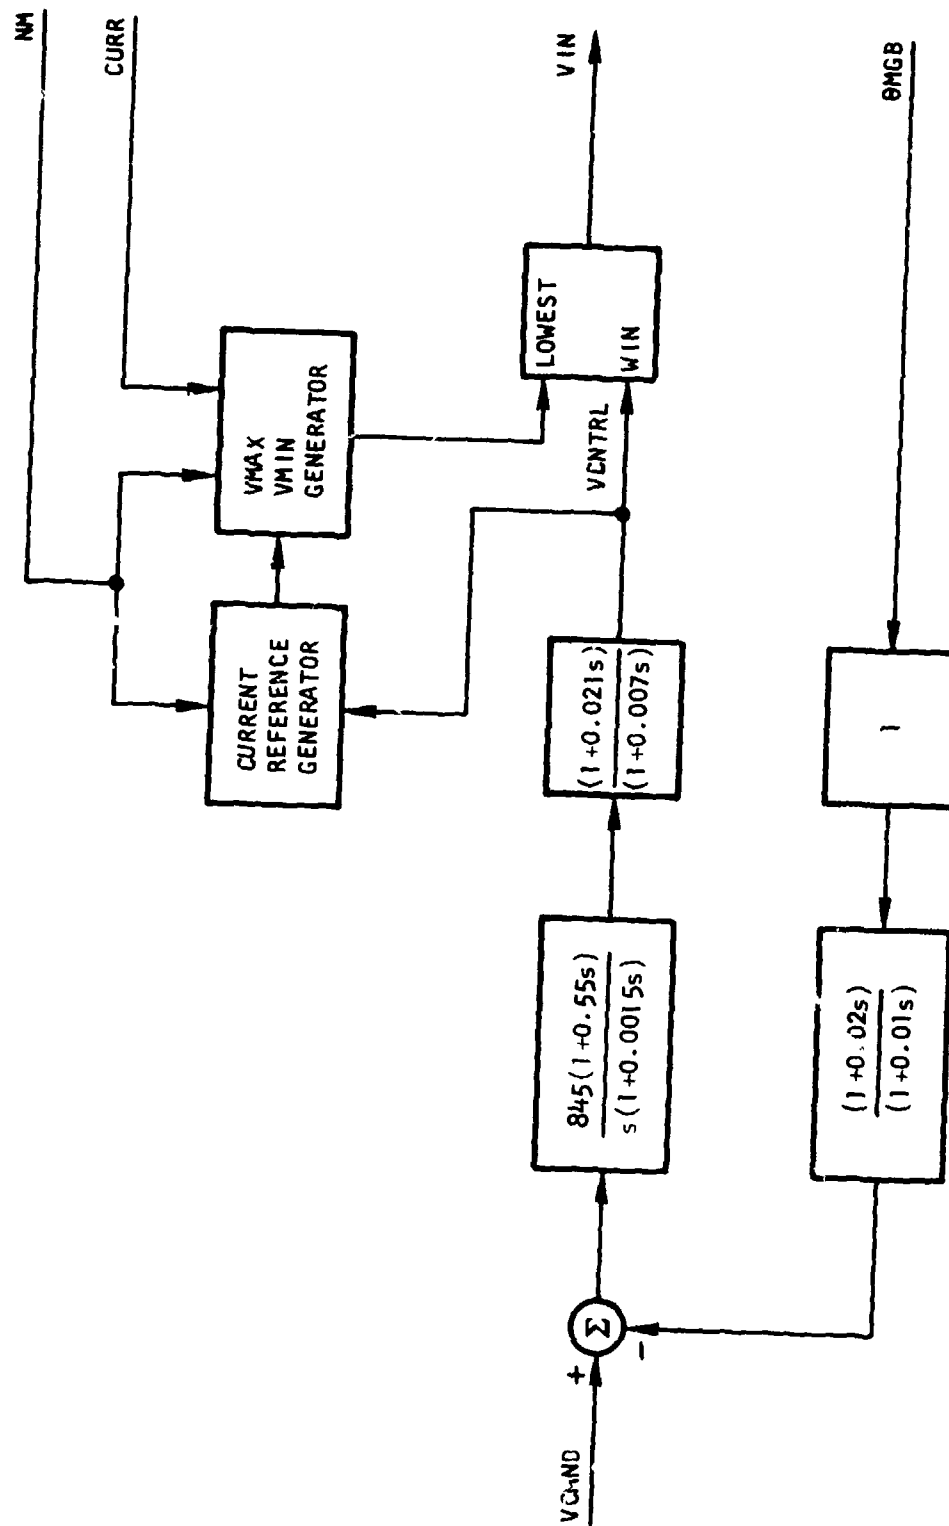 NM
CURR
CURRENT
REFERENCE
GENERATOR
VMAX
VMIN
GENERATOR
LOWEST
WIN
VIN
VCNTRL
VCMND
+
-
Σ
845(1+0.55s)
s(1+0.0015s)
(1+0.021s)
(1+0.007s)
(1+0.02s)
(1+0.01s)
1
θMGB